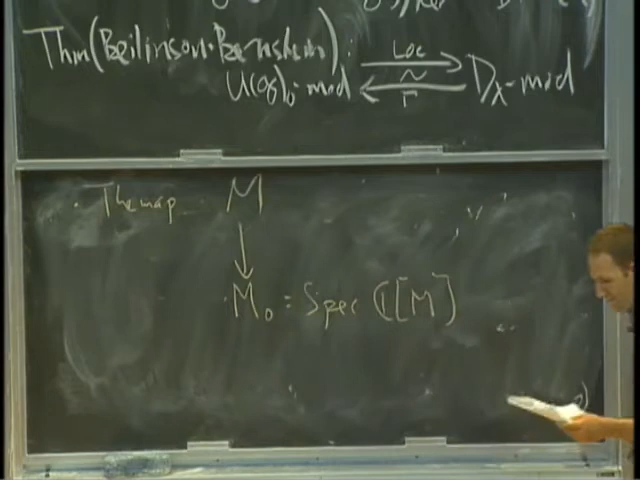 Thm (Beilinson-Bernstein): Loc
U(g)₀-mod ~ D_X-mod
Γ
The map M
↓
M₀ = Spec ℂ[M]